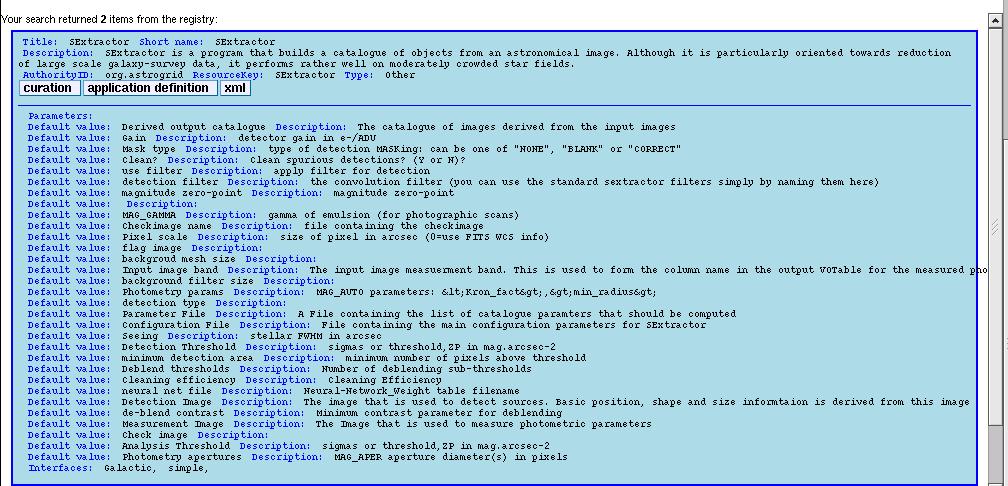 Your search returned 2 items from the registry:
Title: SExtractor Short name: SExtractor
Description: SExtractor is a program that builds a catalogue of objects from an astronomical image. Although it is particularly oriented towards reduction
of large scale galaxy-survey data, it performs rather well on moderately crowded star fields.
AuthorityID: org.astrogrid ResourceKey: SExtractor Type: Other
curation application definition xml
Parameters:
Default value: Derived output catalogue Description: The catalogue of images derived from the input images
Default value: Gain Description: detector gain in e-/ADU
Default value: Mask type Description: type of detection MASKing: can be one of "NONE", "BLANK" or "CORRECT"
Default value: Clean? Description: Clean spurious detections? (Y or N)?
Default value: use filter Description: apply filter for detection
Default value: detection filter Description: the convolution filter (you can use the standard sextractor filters simply by naming them here)
Default value: magnitude zero-point Description: magnitude zero-point
Default value: Description:
Default value: MAG_GAMMA Description: gamma of emulsion (for photographic scans)
Default value: Checkimage name Description: file containing the checkimage
Default value: Pixel scale Description: size of pixel in arcsec (0=use FITS WCS info)
Default value: flag image Description:
Default value: backgroud mesh size Description:
Default value: Input image band Description: The input image measuerment band. This is used to form the column name in the output VOTable for the measured pho
Default value: background filter size Description:
Default value: Photometry params Description: MAG_AUTO parameters: &lt;Kron_fact&gt;,&gt;min_radius&gt;
Default value: detection type Description:
Default value: Parameter File Description: A File containing the list of catalogue paramters that should be computed
Default value: Configuration File Description: File containing the main configuration parameters for SExtractor
Default value: Seeing Description: stellar FWHM in arcsec
Default value: Detection Threshold Description: sigmas or threshold,ZP in mag.arcsec-2
Default value: minimum detection area Description: minimum number of pixels above threshold
Default value: Deblend thresholds Description: Number of deblending sub-thresholds
Default value: Cleaning efficiency Description: Cleaning Efficiency
Default value: neural net file Description: Neural-Network_Weight table filename
Default value: Detection Image Description: The image that is used to detect sources. Basic position, shape and size informtaion is derived from this image
Default value: de-blend contrast Description: Minimum contrast parameter for deblending
Default value: Measurement Image Description: The Image that is used to measure photometric parameters
Default value: Check image Description:
Default value: Analysis Threshold Description: sigmas or threshold,ZP in mag.arcsec-2
Default value: Photometry apertures Description: MAG_APER aperture diameter(s) in pixels
Interfaces: Galactic, simple,